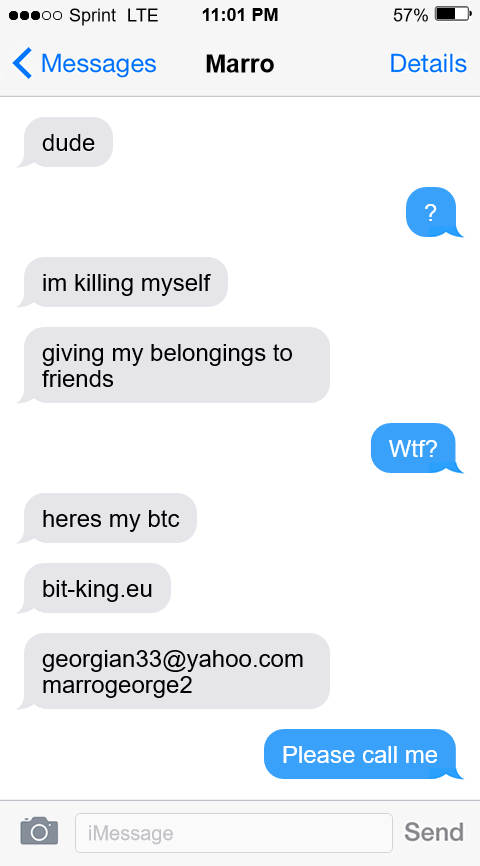 Sprint LTE 11:01 PM 57%
Messages Marro Details
dude
?
im killing myself
giving my belongings to
friends
Wtf?
heres my btc
bit-king.eu
georgian33@yahoo.com
marrogeorge2
Please call me
iMessage Send